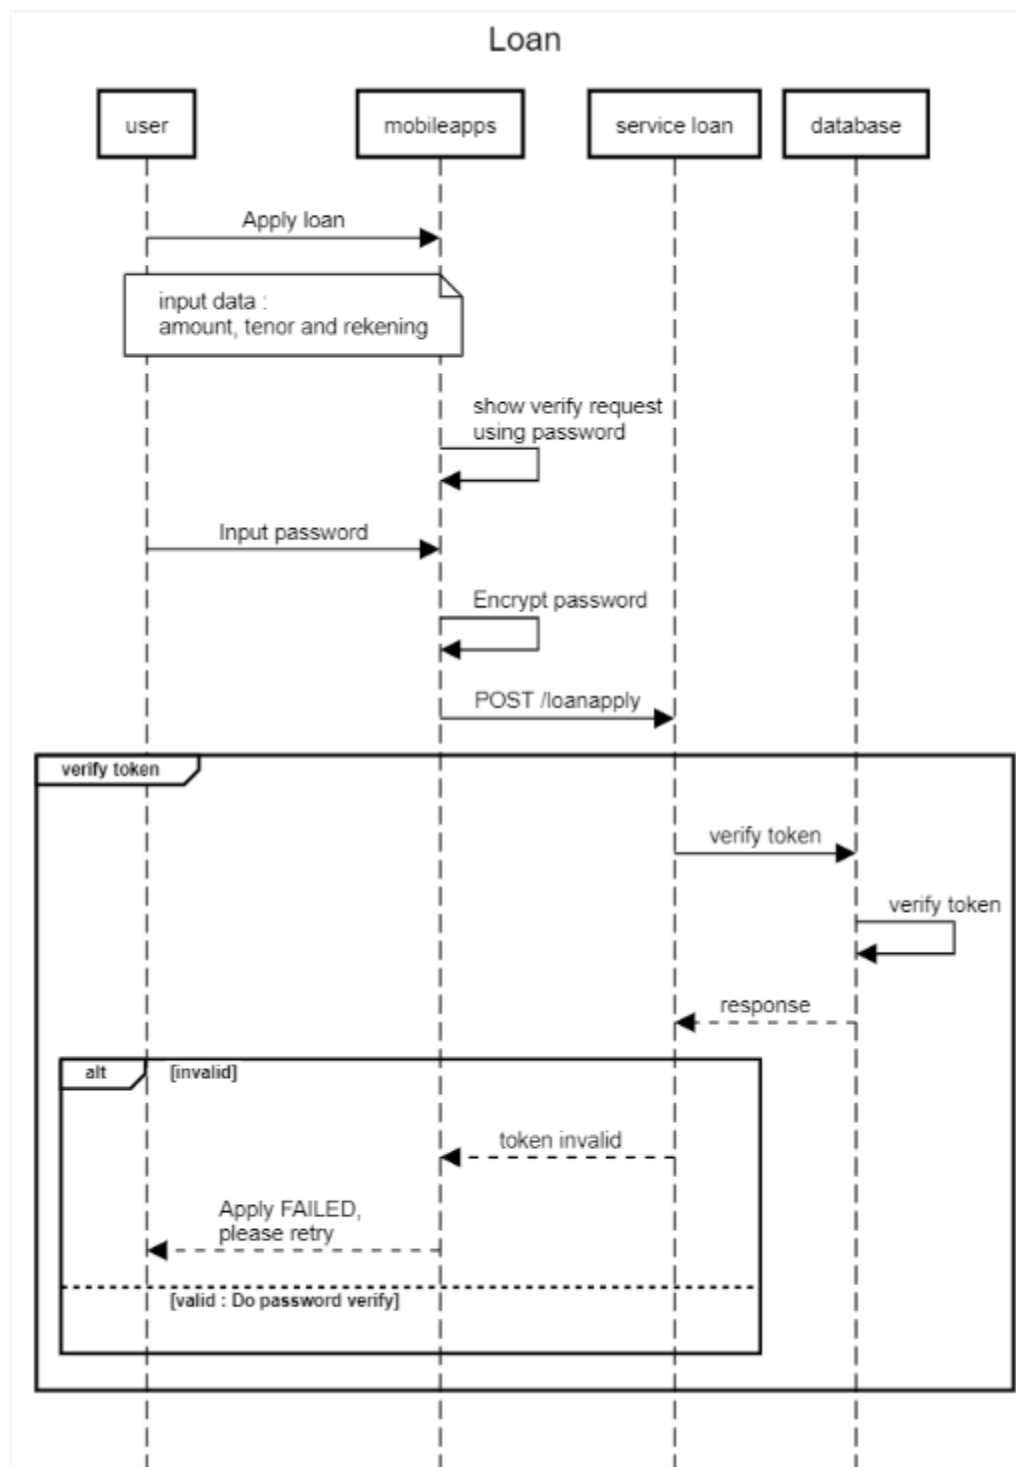 Loan
user
mobileapps
service loan
database
Apply loan
input data :
amount, tenor and rekening
show verify request
using password
Input password
Encrypt password
POST /loanapply
verify token
verify token
verify token
response
alt
[invalid]
token invalid
Apply FAILED,
please retry
[valid : Do password verify]